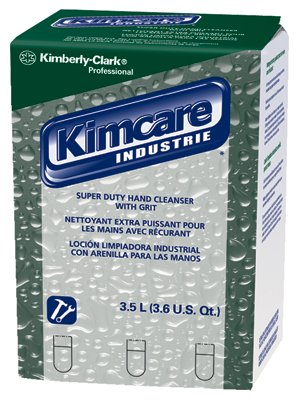 Kimberly-Clark®
Professional
Kimcare
INDUSTRIE
SUPER DUTY HAND CLEANSER
WITH GRIT
NETTOYANT EXTRA PUISSANT POUR
LES MAINS AVEC RÉCURANT
LOCIÓN LIMPIADORA INDUSTRIAL
CON ARENILLA PARA LAS MANOS
3.5 L (3.6 U.S. Qt.)